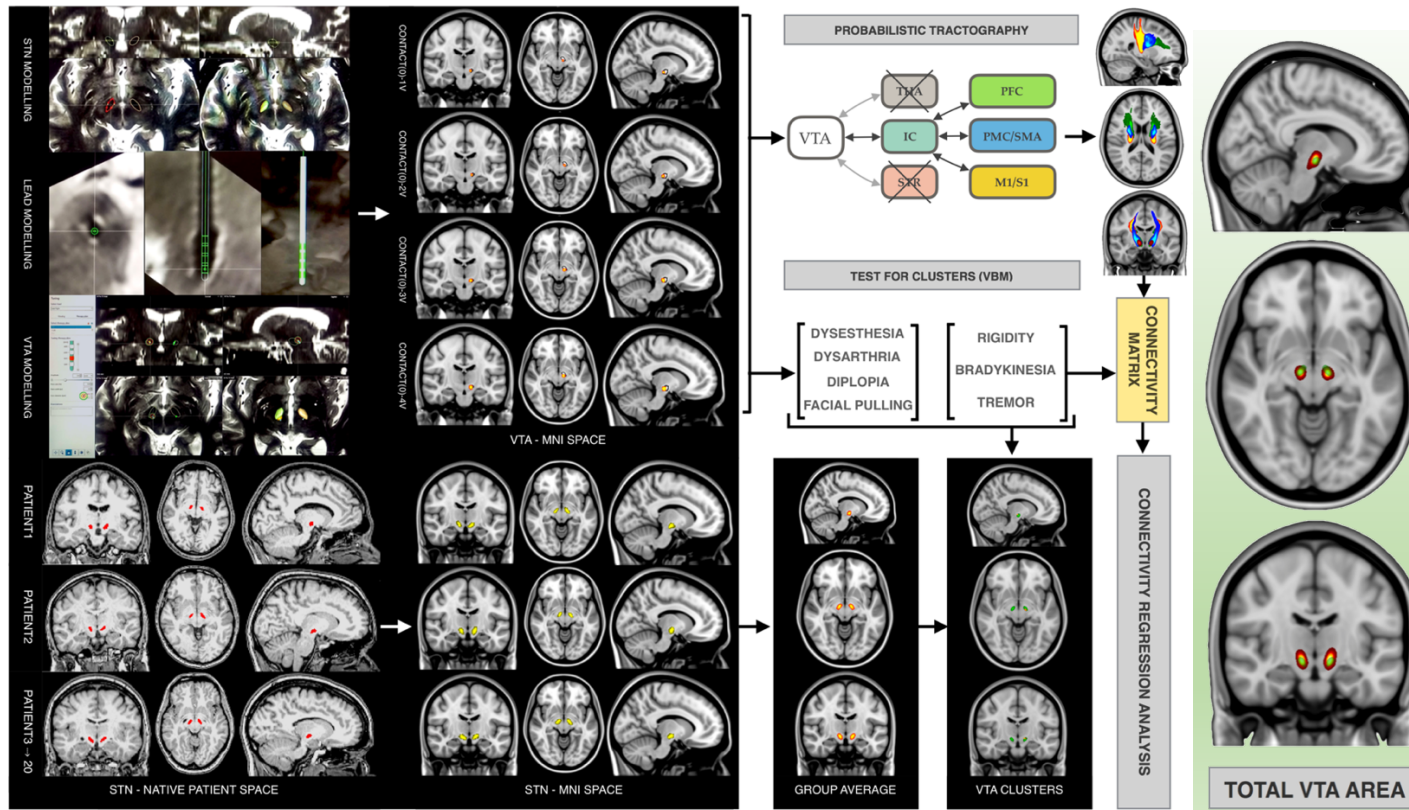 STN MODELLING
LEAD MODELLING
VTA MODELLING
CONTACT(0)-1V
CONTACT(0)-2V
CONTACT(0)-3V
CONTACT(0)-4V
VTA - MNI SPACE
PATIENT1
PATIENT2
PATIENT3 → 20
STN - NATIVE PATIENT SPACE
STN - MNI SPACE
PROBABILISTIC TRACTOGRAPHY
VTA
THA
IC
STR
PFC
PMC/SMA
M1/S1
TEST FOR CLUSTERS (VBM)
DYSESTHESIA
DYSARTHRIA
DIPLOPIA
FACIAL PULLING
RIGIDITY
BRADYKINESIA
TREMOR
CONNECTIVITY
MATRIX
CONNECTIVITY REGRESSION ANALYSIS
GROUP AVERAGE
VTA CLUSTERS
TOTAL VTA AREA